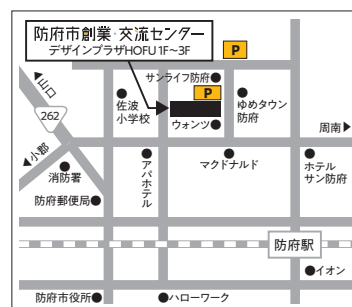 防府市創業・交流センター
デザインプラザHOFU 1F～3F
P
▲山口
サンライフ防府
P
262
佐波
小学校
ゆめタウン
防府
ウォンツ
周南▶
◀小郡
消防署
アパホテル
マクドナルド
ホテル
サン防府
防府郵便局
防府駅
イオン
防府市役所
ハローワーク